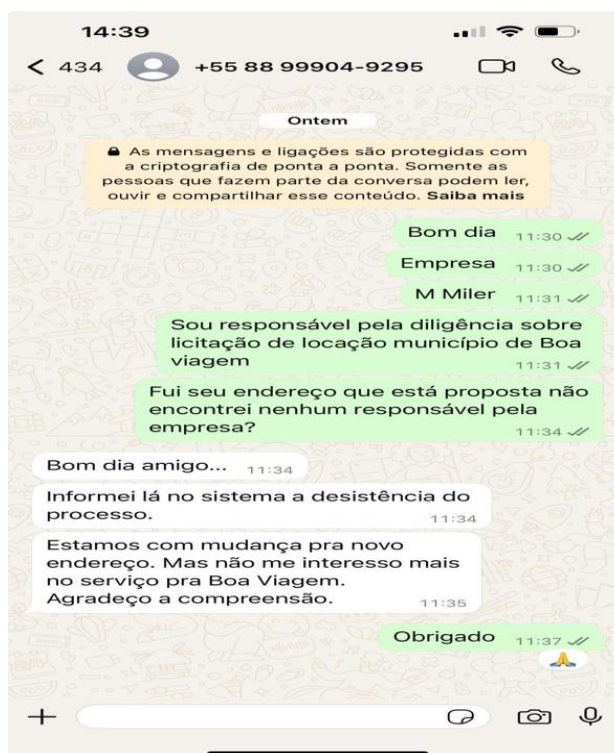 14:39
434
+55 88 99904-9295
Ontem
As mensagens e ligações são protegidas com
a criptografia de ponta a ponta. Somente as
pessoas que fazem parte da conversa podem ler,
ouvir e compartilhar esse conteúdo. Saiba mais
Bom dia 11:30
Empresa 11:30
M Miler 11:31
Sou responsável pela diligência sobre
licitação de locação município de Boa
viagem 11:31
Fui seu endereço que está proposta não
encontrei nenhum responsável pela
empresa? 11:34
Bom dia amigo... 11:34
Informei lá no sistema a desistência do
processo. 11:34
Estamos com mudança pra novo
endereço. Mas não me interesso mais
no serviço pra Boa Viagem.
Agradeço a compreensão. 11:35
Obrigado 11:37